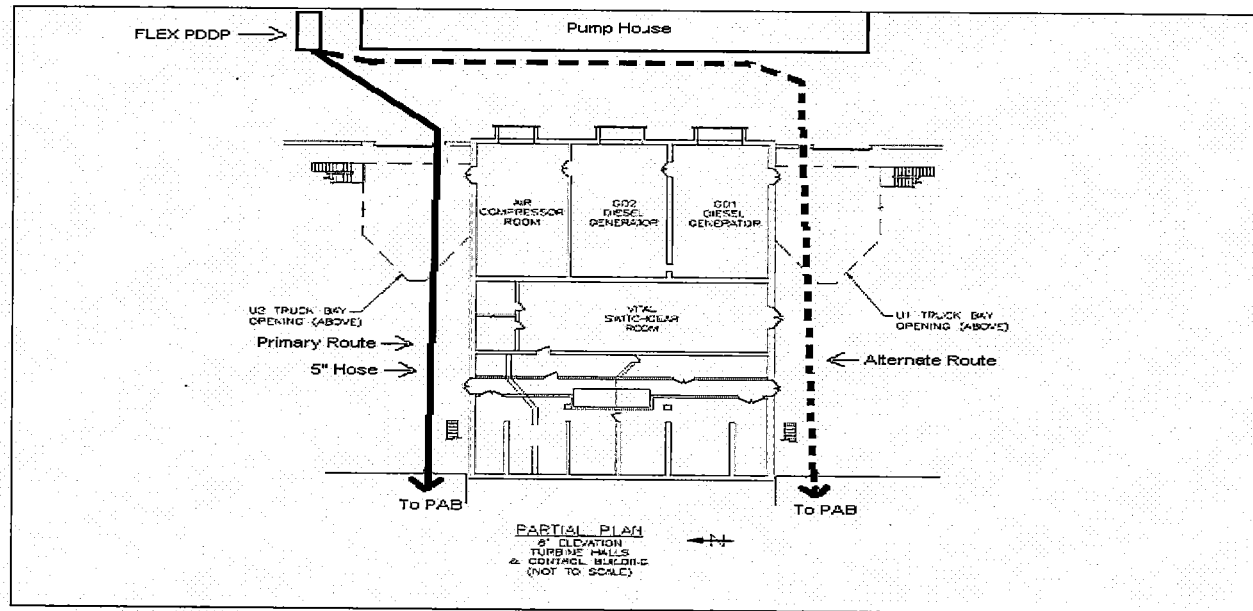 Pump House
FLEX PDDP
AIR
COMPRESSOR
ROOM
G02
DIESEL
GENERATOR
G01
DIESEL
GENERATOR
U2 TRUCK BAY
OPENING (ABOVE)
VITAL
SWITCHGEAR
ROOM
U1 TRUCK BAY
OPENING (ABOVE)
Primary Route
5" Hose
Alternate Route
To PAB
To PAB
PARTIAL PLAN
8' ELEVATION
TURBINE HALLS
& CONTROL BUILDING
(NOT TO SCALE)
N